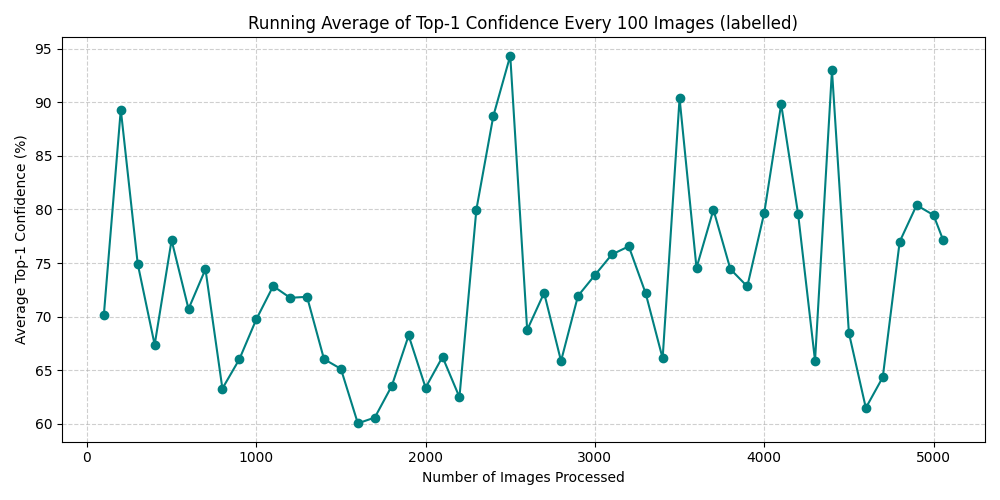 Running Average of Top-1 Confidence Every 100 Images (labelled)
Average Top-1 Confidence (%)
95
90
85
80
75
70
65
60
0 1000 2000 3000 4000 5000
Number of Images Processed